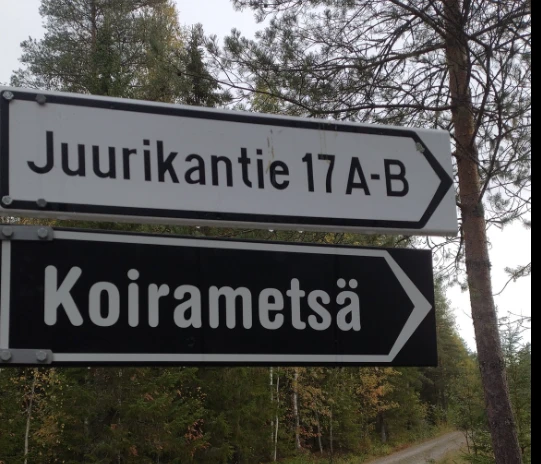 Juurikantie 17 A-B
Koirametsä